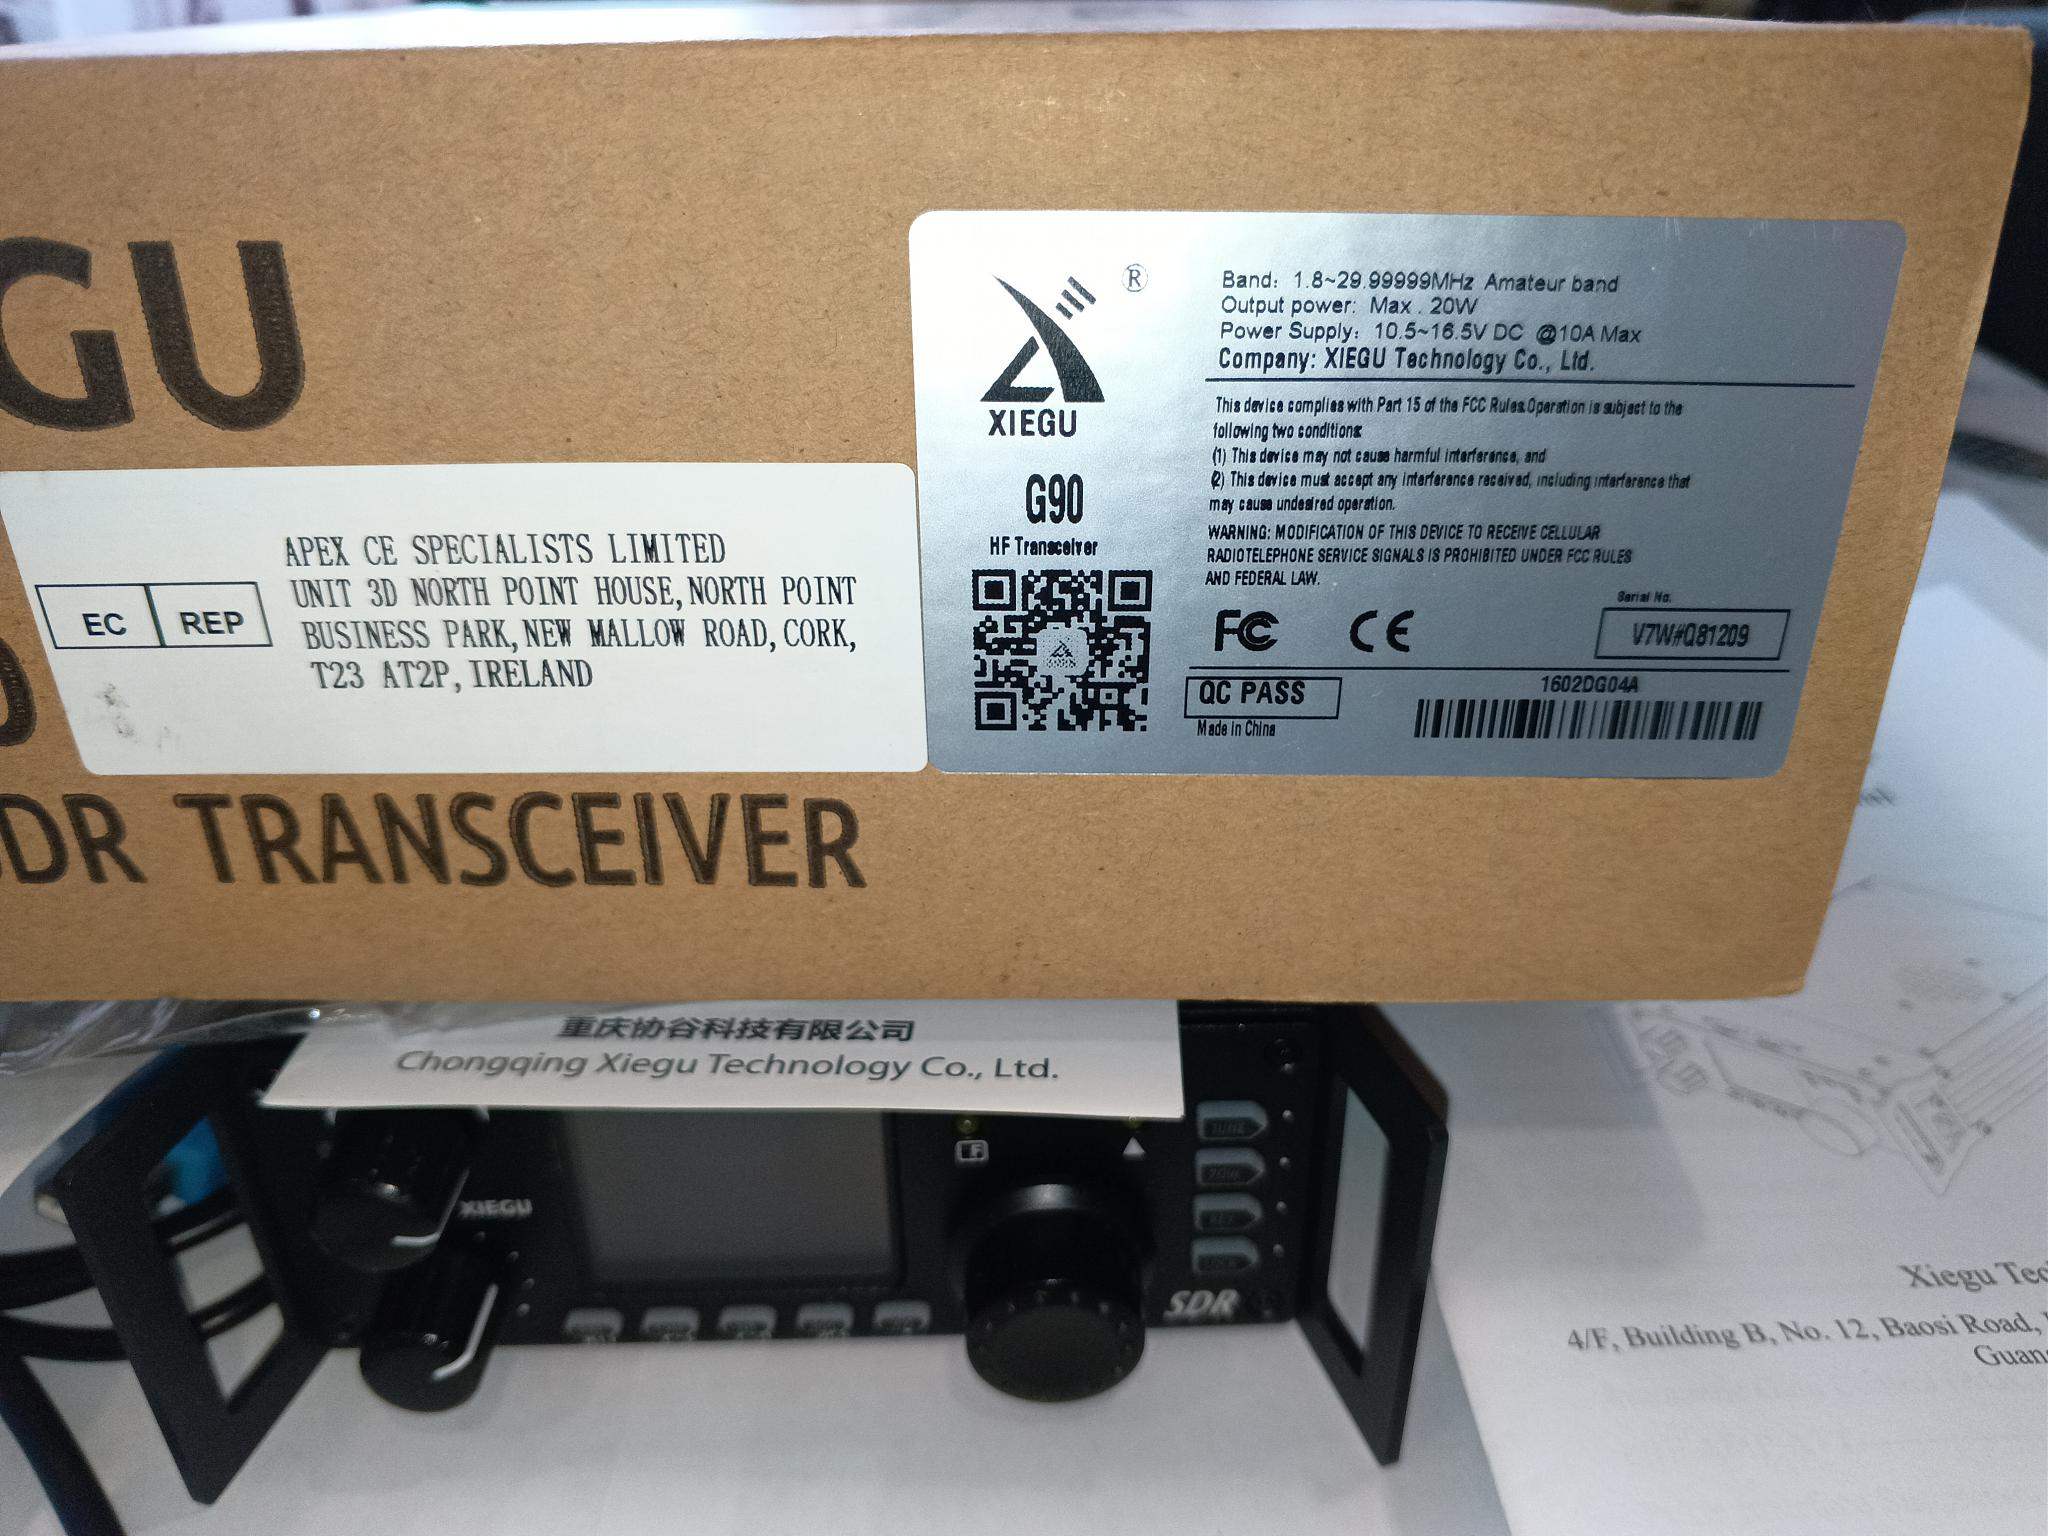 GU
DR TRANSCEIVER
EC REP
APEX CE SPECIALISTS LIMITED
UNIT 3D NORTH POINT HOUSE,NORTH POINT
BUSINESS PARK,NEW MALLOW ROAD,CORK,
T23 AT2P,IRELAND
®
XIEGU
G90
HF Transceiver
Band: 1.8~29.99999MHz Amateur band
Output power: Max . 20W
Power Supply: 10.5~16.5V DC @10A Max
Company: XIEGU Technology Co., Ltd.
This device complies with Part 15 of the FCC Rules.Operation is subject to the
following two conditions:
(1) This device may not cause harmful interference, and
(2) This device must accept any interference received, including interference that
may cause undesired operation.
WARNING: MODIFICATION OF THIS DEVICE TO RECEIVE CELLULAR
RADIOTELEPHONE SERVICE SIGNALS IS PROHIBITED UNDER FCC RULES
AND FEDERAL LAW.
FC CE
Serial No.
V7W#Q81209
QC PASS
Made in China
1602DG04A
重庆协谷科技有限公司
Chongqing Xiegu Technology Co., Ltd.
XIEGU
TUNE
LOCK
SDR
Xiegu Tec
4/F, Building B, No. 12, Baosi Road,
Guan